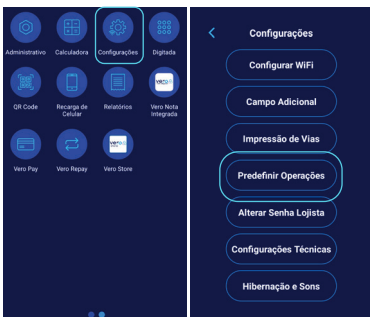 Administrativo
Calculadora
Configurações
Digitada
QR Code
Recarga de
Celular
Relatórios
Vero Nota
Integrada
Vero Pay
Vero Repay
Vero Store
Configurações
Configurar WiFi
Campo Adicional
Impressão de Vias
Predefinir Operações
Alterar Senha Lojista
Configurações Técnicas
Hibernação e Sons